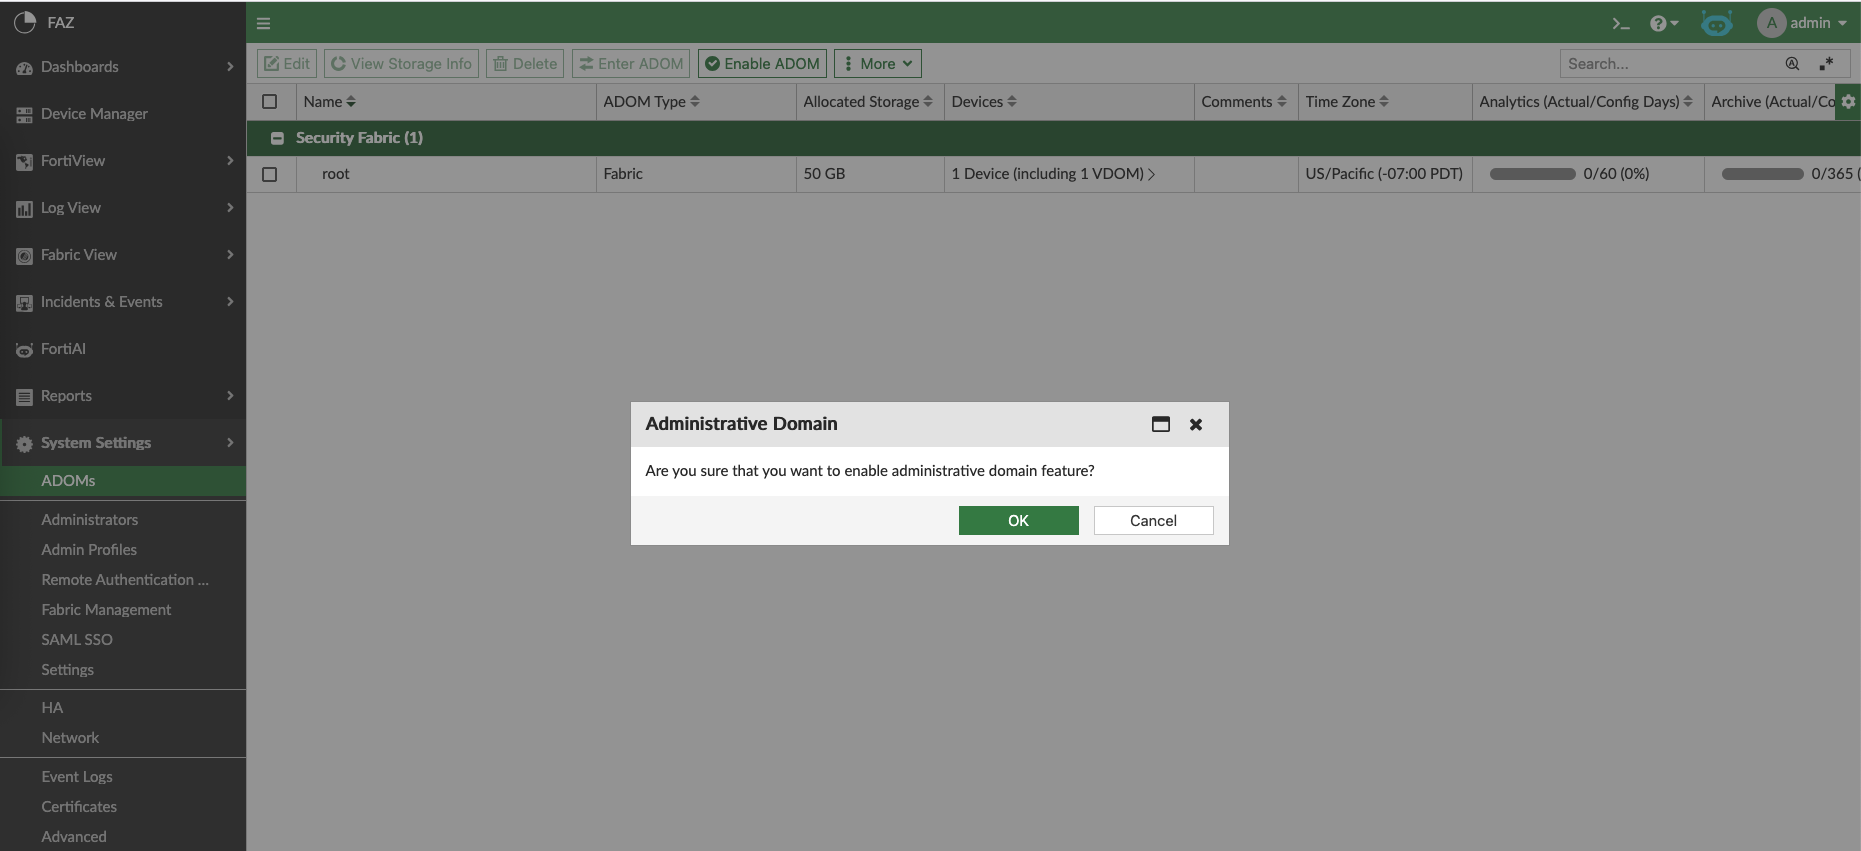 FAZ
admin
A
Dashboards
Device Manager
FortiView
Log View
Fabric View
Incidents & Events
FortiAI
Reports
System Settings
ADOMs
Administrators
Admin Profiles
Remote Authentication ...
Fabric Management
SAML SSO
Settings
HA
Network
Event Logs
Certificates
Advanced
Edit
View Storage Info
Delete
Enter ADOM
Enable ADOM
More
Search...
Name
ADOM Type
Allocated Storage
Devices
Comments
Time Zone
Analytics (Actual/Config Days)
Archive (Actual/Co
Security Fabric (1)
root
Fabric
50 GB
1 Device (including 1 VDOM)
US/Pacific (-07:00 PDT)
0/60 (0%)
0/365 (
Administrative Domain
Are you sure that you want to enable administrative domain feature?
OK
Cancel